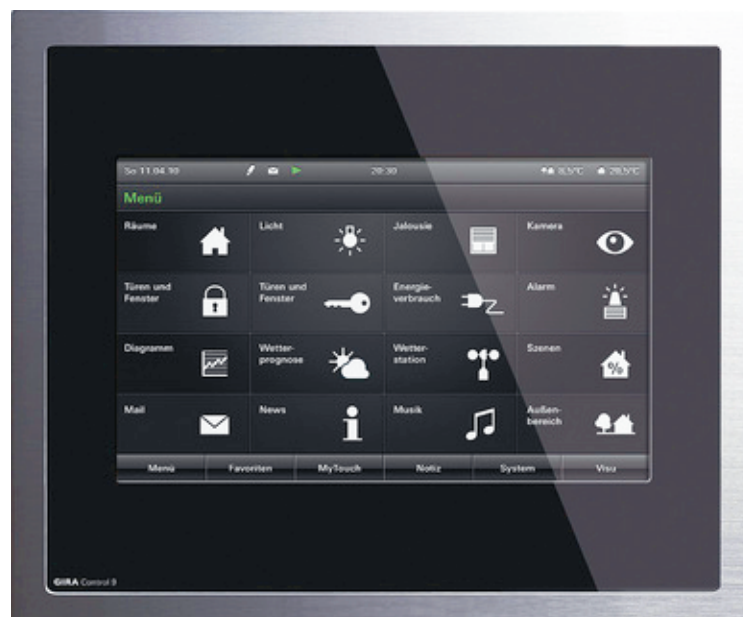 So 11.04.10 20:30 8,5°C 20,5°C
Menü
Räume Licht Jalousie Kamera
Türen und Fenster Türen und Fenster Energie- verbrauch Alarm
Diagramm Wetter- prognose Wetter- station Szenen
Mail News Musik Außen- bereich
Menü Favoriten MyTouch Notiz System Visu
GIRA Control 9